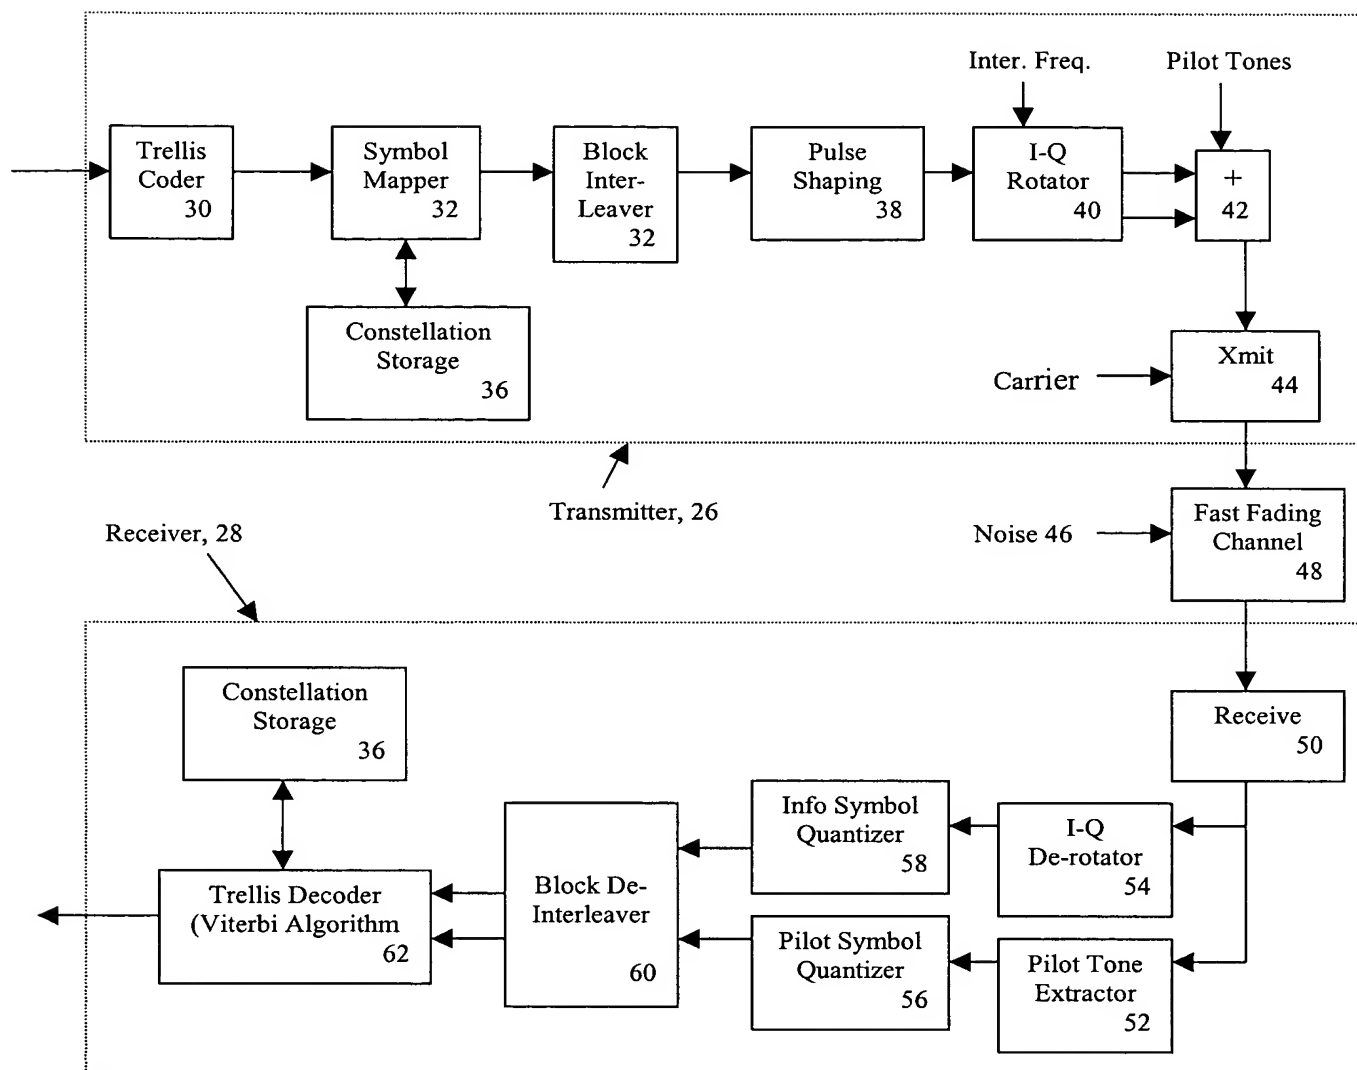 Inter. Freq.
Pilot Tones
Trellis
Coder
30
Symbol
Mapper
32
Block
Inter-
Leaver
32
Pulse
Shaping
38
I-Q
Rotator
40
+
42
Constellation
Storage
36
Carrier
Xmit
44
Transmitter, 26
Receiver, 28
Noise 46
Fast Fading
Channel
48
Constellation
Storage
36
Receive
50
Info Symbol
Quantizer
58
I-Q
De-rotator
54
Trellis Decoder
(Viterbi Algorithm
62
Block De-
Interleaver
60
Pilot Symbol
Quantizer
56
Pilot Tone
Extractor
52